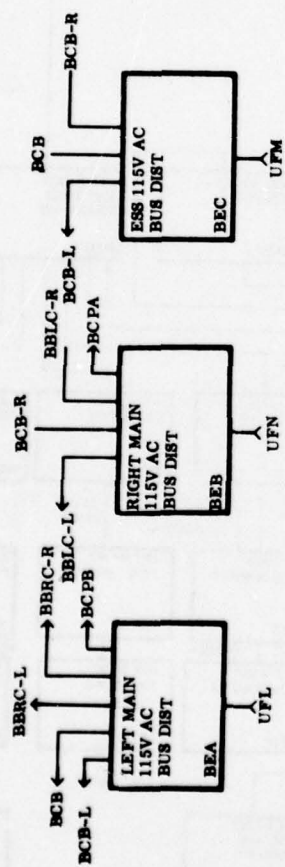 BCB
BCB-L
BBRC-L
BBRC-R
BCPB
LEFT MAIN
115V AC
BUS DIST
BEA
UFL
BBLC-L
BCB-R
BBLC-R
BCPA
RIGHT MAIN
115V AC
BUS DIST
BEB
UFN
BCB-L
BCB
BCB-R
ESS 115V AC
BUS DIST
BEC
UFM